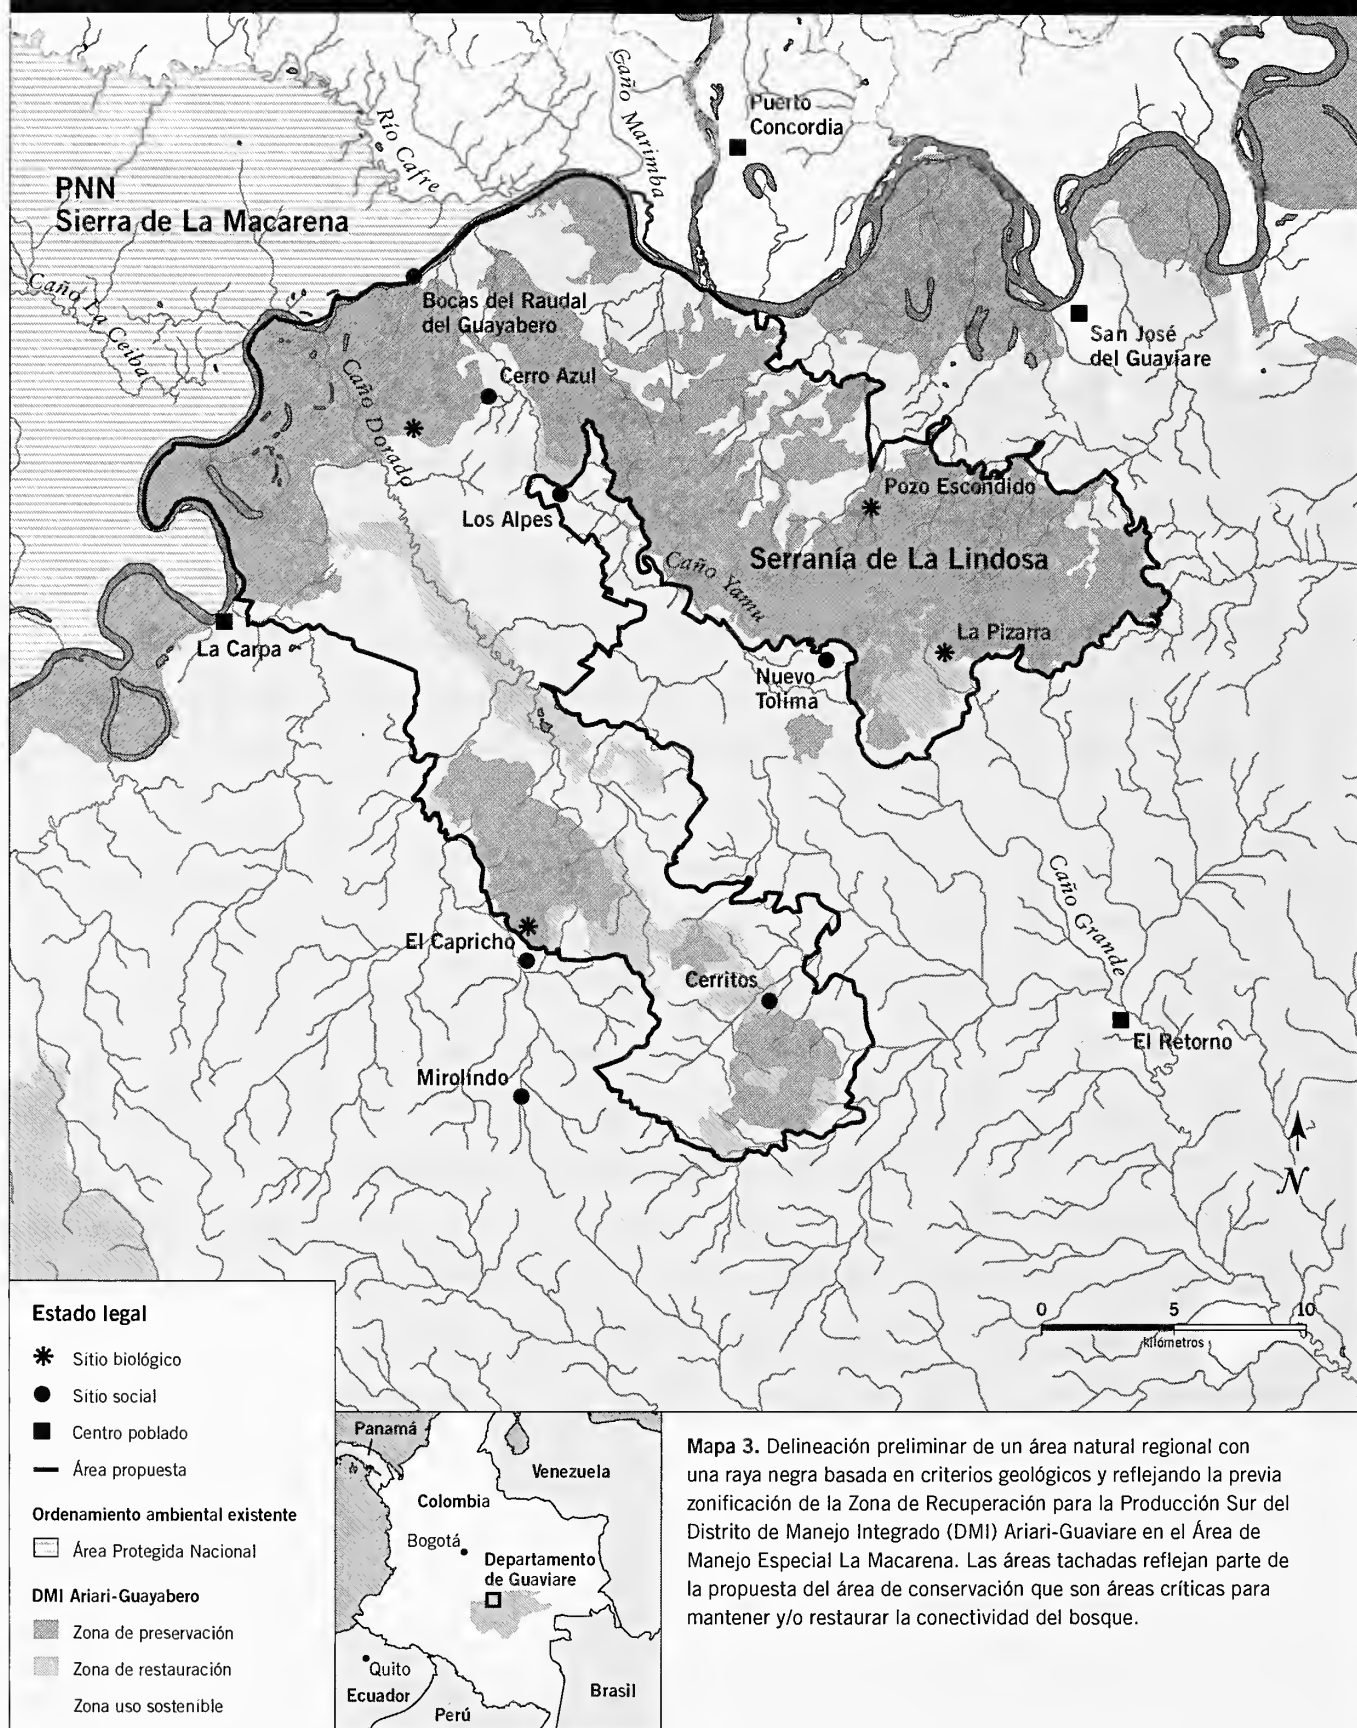 Caño Marimba
Puerto
Concordia
Río Cafre
PNN
Sierra de La Macarena
Caño La Ceiba
Bocas del Raudal
del Guayabero
San José
del Guaviare
Cerro Azul
Caño Dorado
Pozo Escondido
Los Alpes
Serranía de La Lindosa
Caño Yamu
La Pizarra
La Carpa
Nuevo
Tolima
Caño Grande
El Capricho
Cerritos
El Retorno
Mirolindo
N
0 5 10
kilómetros
Estado legal
Sitio biológico
Sitio social
Centro poblado
Área propuesta
Ordenamiento ambiental existente
Área Protegida Nacional
DMI Ariari-Guayabero
Zona de preservación
Zona de restauración
Zona uso sostenible
Panamá
Venezuela
Colombia
Bogotá
Departamento
de Guaviare
Quito
Ecuador
Perú
Brasil
Mapa 3. Delineación preliminar de un área natural regional con
una raya negra basada en criterios geológicos y reflejando la previa
zonificación de la Zona de Recuperación para la Producción Sur del
Distrito de Manejo Integrado (DMI) Ariari-Guaviare en el Área de
Manejo Especial La Macarena. Las áreas tachadas reflejan parte de
la propuesta del área de conservación que son áreas críticas para
mantener y/o restaurar la conectividad del bosque.